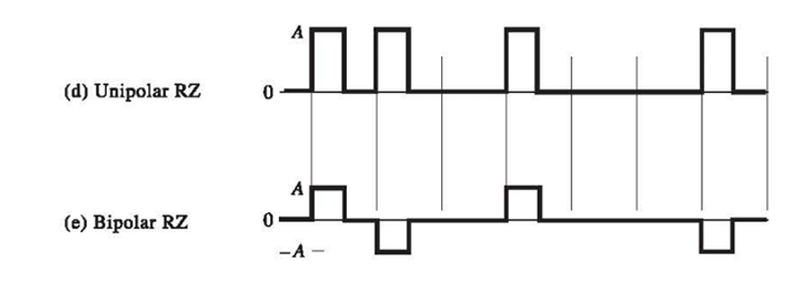 A
(d) Unipolar RZ 0
A
(e) Bipolar RZ 0
–A –